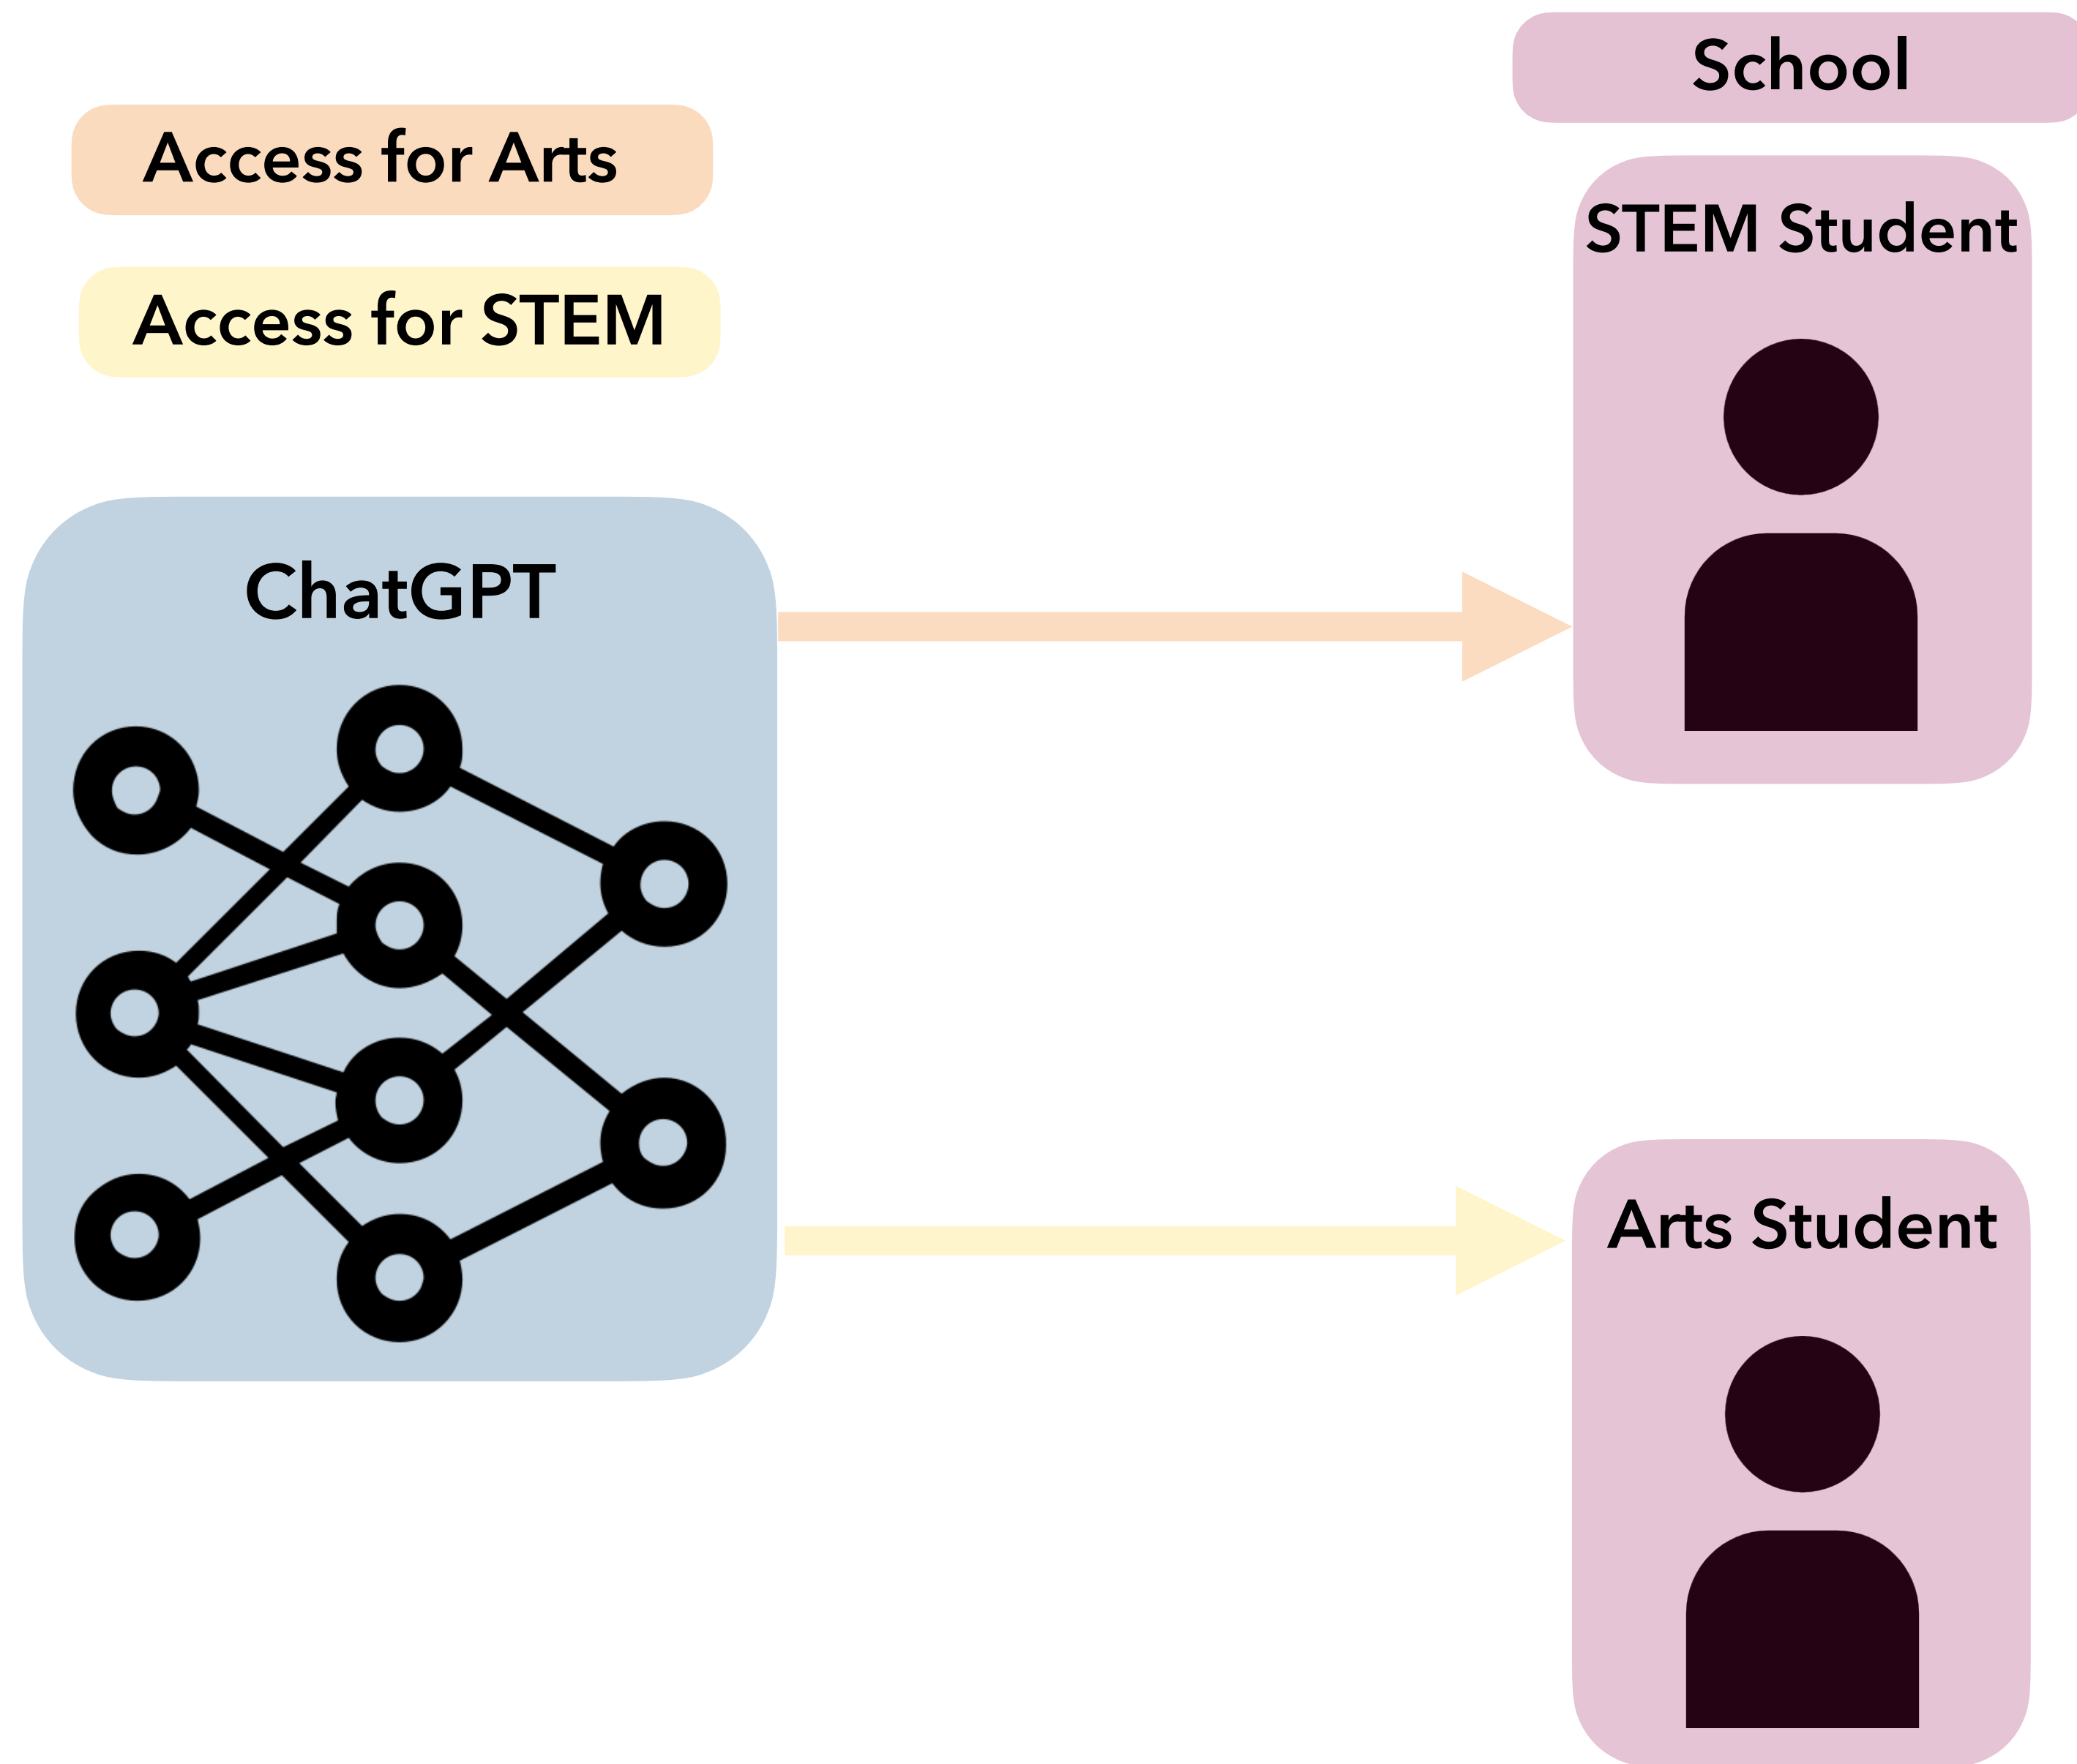 School
Access for Arts
STEM Student
Access for STEM
ChatGPT
Arts Student